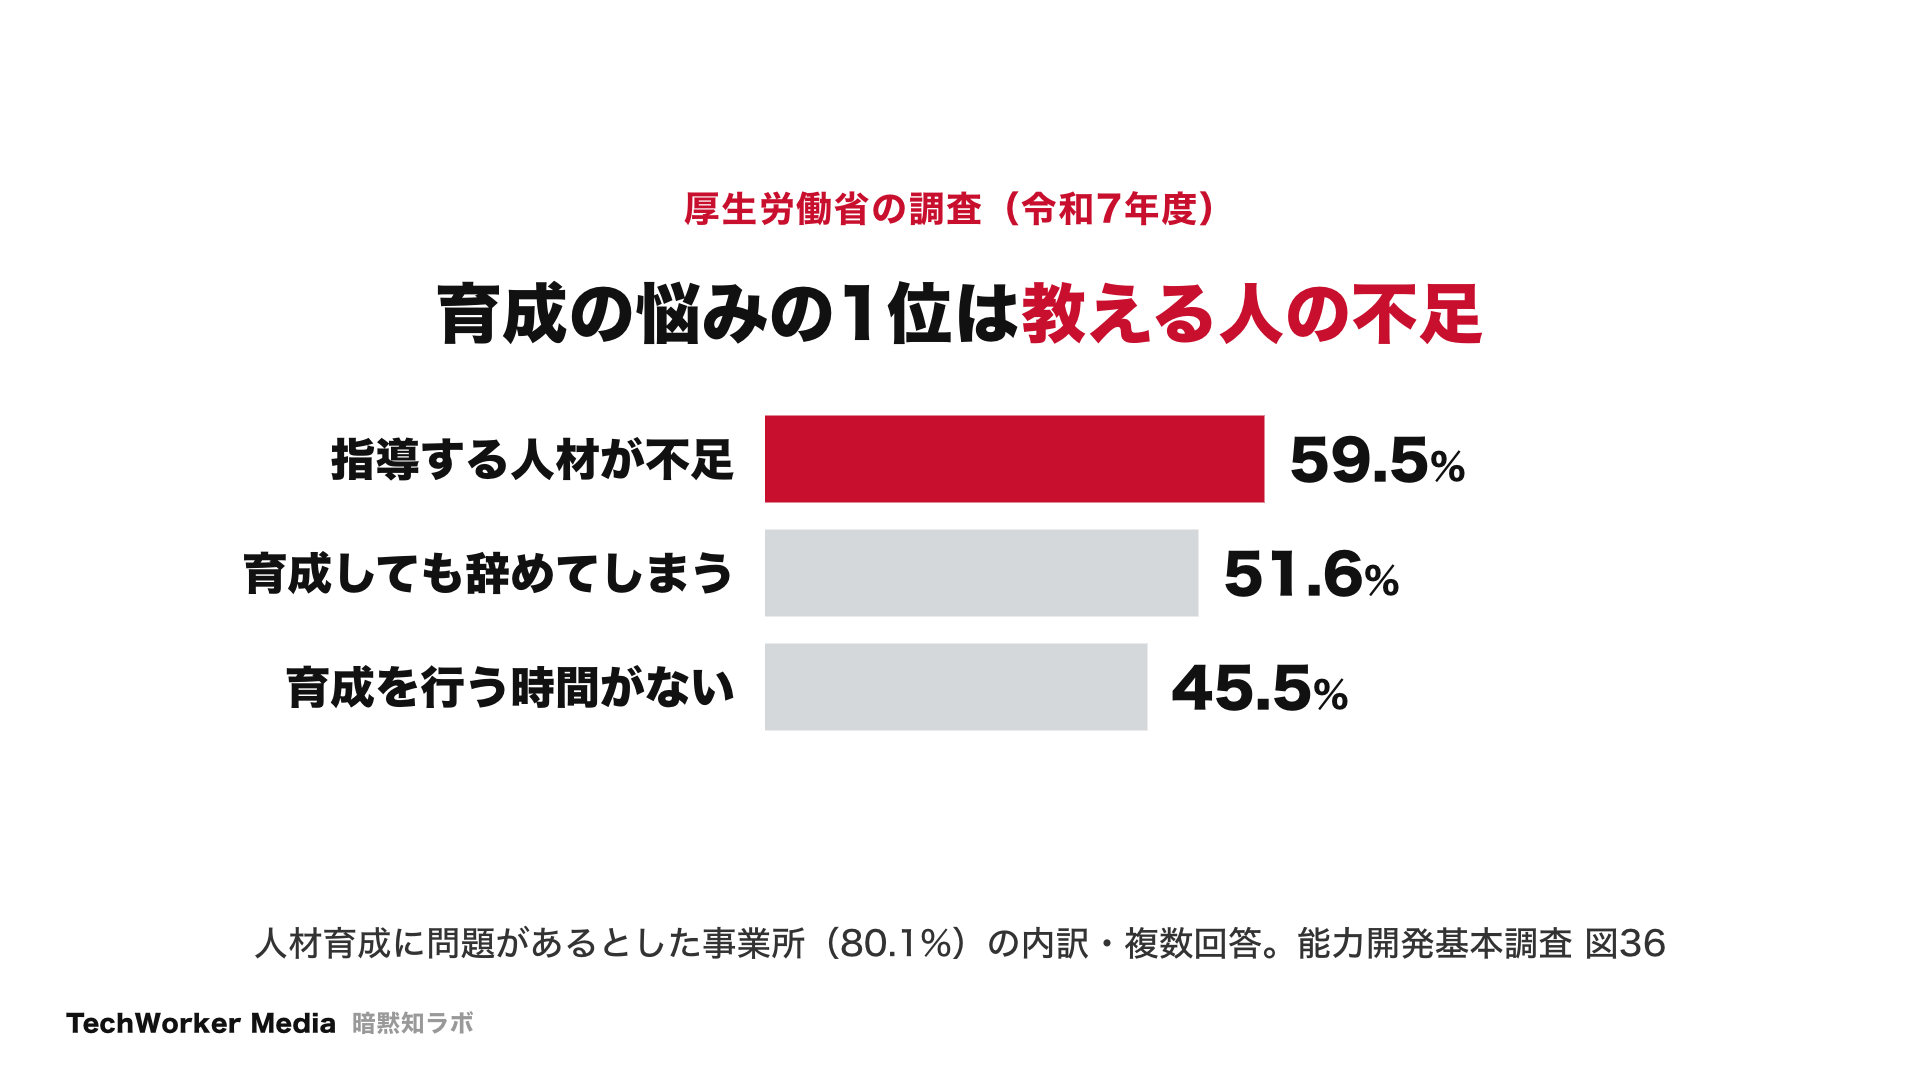 厚生労働省の調査（令和7年度）
育成の悩みの1位は教える人の不足
指導する人材が不足 59.5%
育成しても辞めてしまう 51.6%
育成を行う時間がない 45.5%
人材育成に問題があるとした事業所（80.1%）の内訳・複数回答。能力開発基本調査 図36
TechWorker Media 暗黙知ラボ